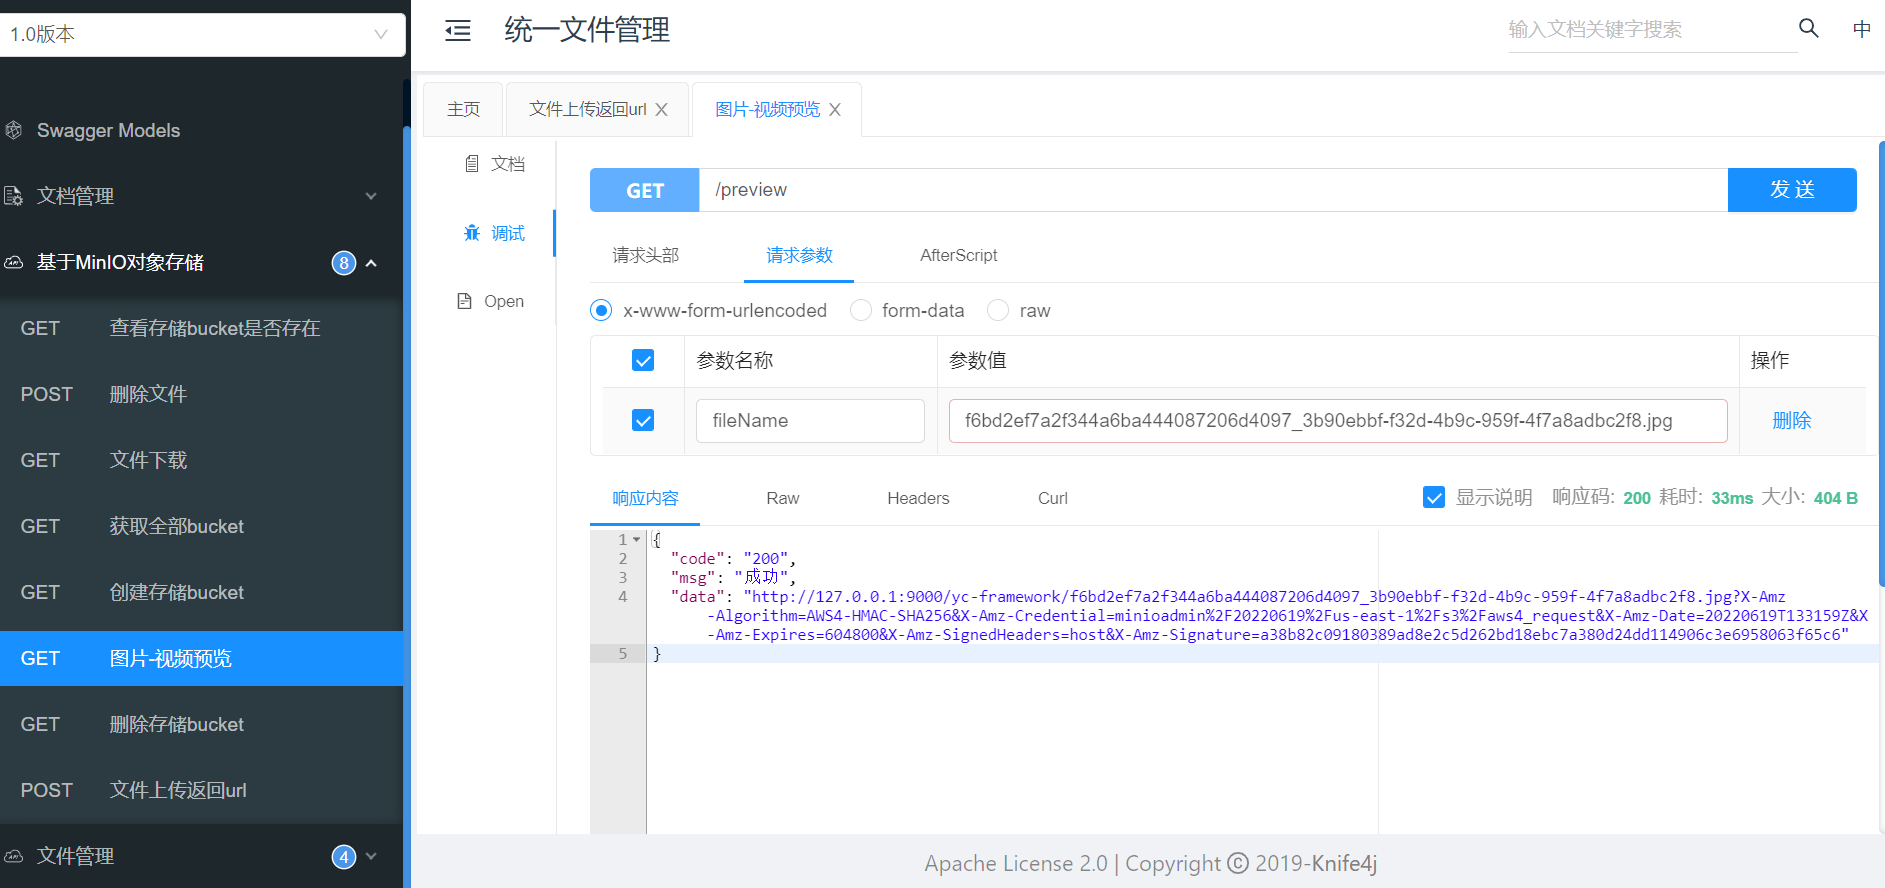 1.0版本
Swagger Models
文档管理
基于MinIO对象存储 8
GET 查看存储bucket是否存在
POST 删除文件
GET 文件下载
GET 获取全部bucket
GET 创建存储bucket
GET 图片-视频预览
GET 删除存储bucket
POST 文件上传返回url
文件管理 4
统一文件管理
输入文档关键字搜索
中
主页 文件上传返回url 图片-视频预览
文档
调试
Open
GET /preview 发 送
请求头部 请求参数 AfterScript
x-www-form-urlencoded form-data raw
参数名称 参数值 操作
fileName f6bd2ef7a2f344a6ba444087206d4097_3b90ebbf-f32d-4b9c-959f-4f7a8adbc2f8.jpg 删除
响应内容 Raw Headers Curl 显示说明 响应码: 200 耗时: 33ms 大小: 404 B
1 {
2 "code": "200",
3 "msg": "成功",
4 "data": "http://127.0.0.1:9000/yc-framework/f6bd2ef7a2f344a6ba444087206d4097_3b90ebbf-f32d-4b9c-959f-4f7a8adbc2f8.jpg?X-Amz
-Algorithm=AWS4-HMAC-SHA256&X-Amz-Credential=minioadmin%2F20220619%2Fus-east-1%2Fs3%2Faws4_request&X-Amz-Date=20220619T133159Z&X
-Amz-Expires=604800&X-Amz-SignedHeaders=host&X-Amz-Signature=a38b82c09180389ad8e2c5d262bd18ebc7a380d24dd114906c3e6958063f65c6"
5 }
Apache License 2.0 | Copyright © 2019-Knife4j